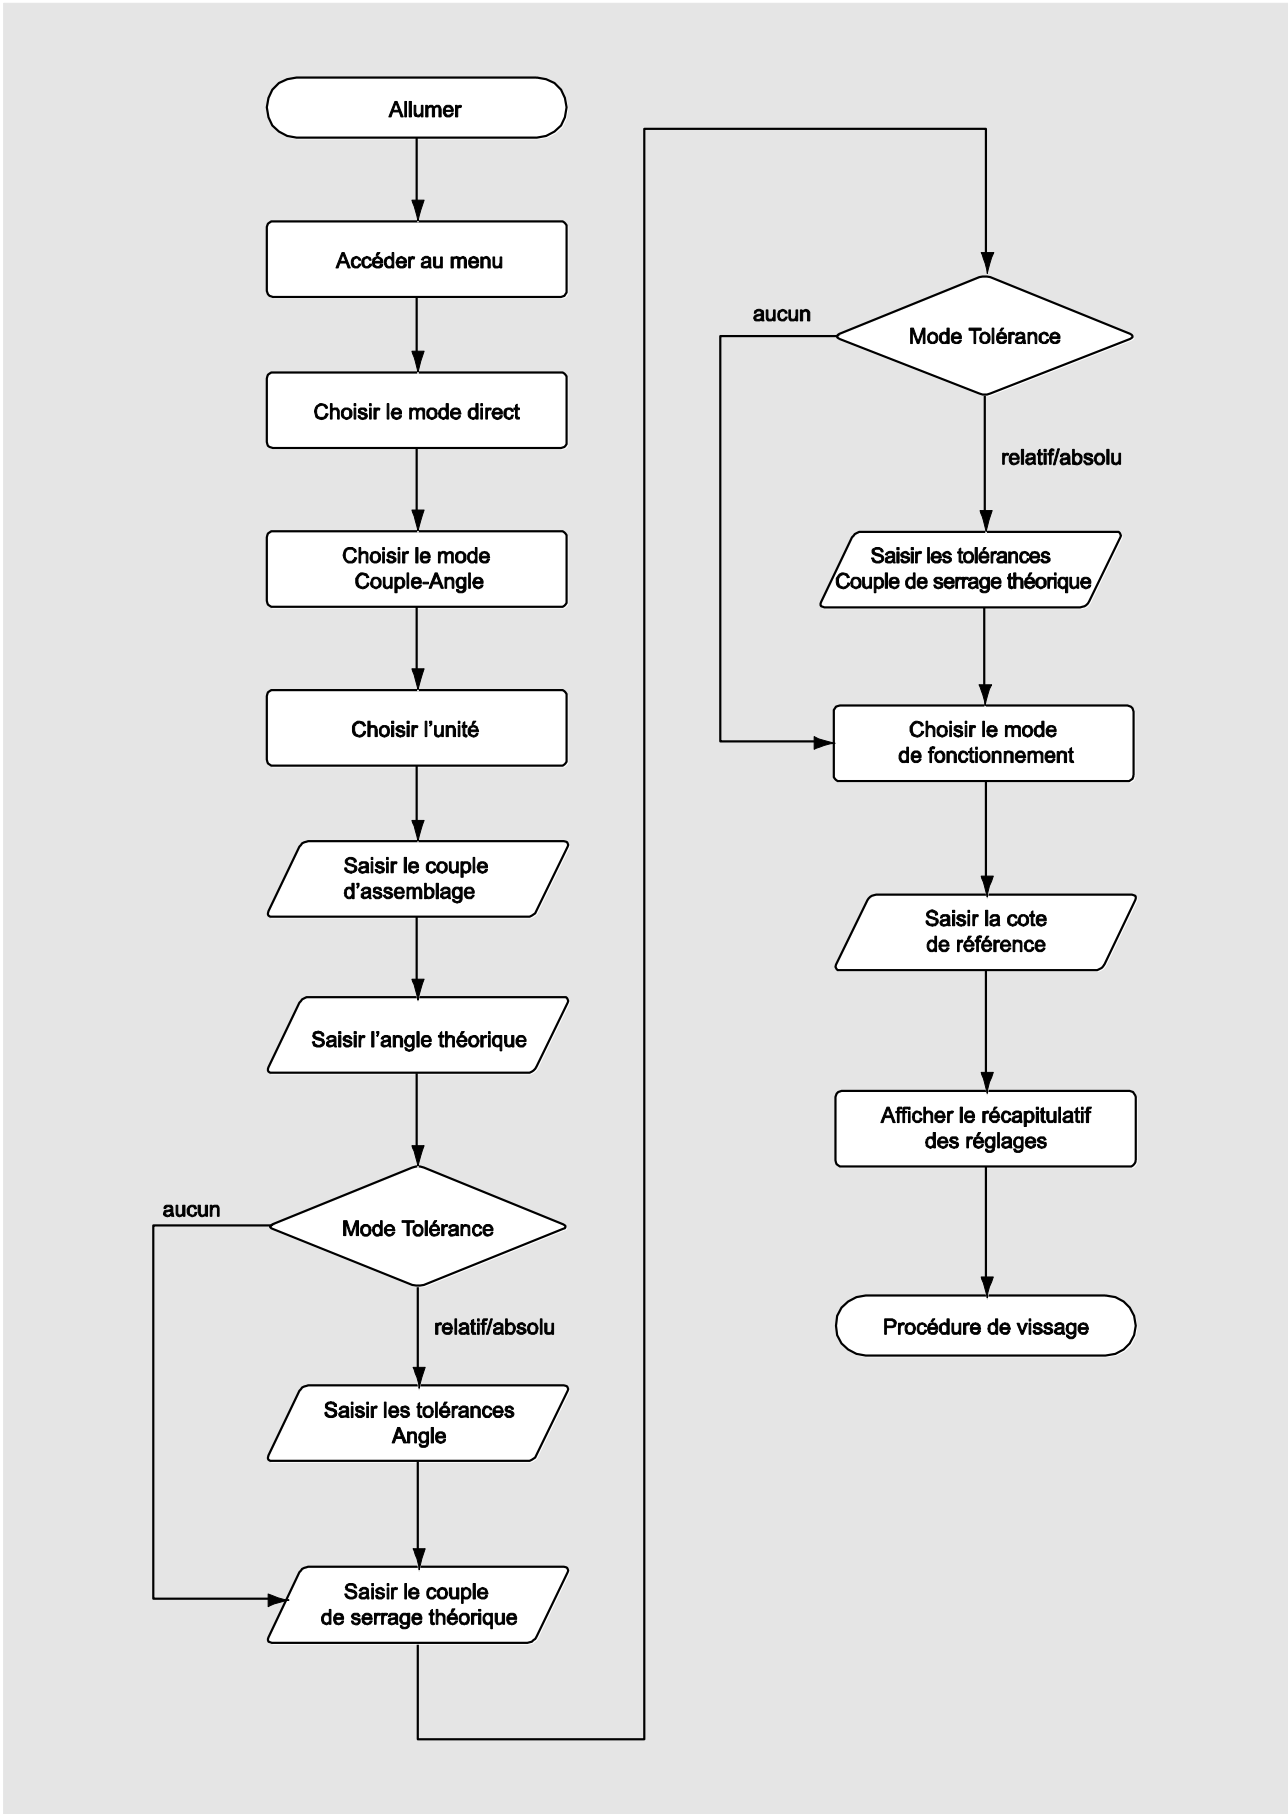 Allumer
Accéder au menu
Choisir le mode direct
Choisir le mode
Couple-Angle
Choisir l'unité
Saisir le couple
d'assemblage
Saisir l'angle théorique
aucun
Mode Tolérance
relatif/absolu
Saisir les tolérances
Angle
Saisir le couple
de serrage théorique
aucun
Mode Tolérance
relatif/absolu
Saisir les tolérances
Couple de serrage théorique
Choisir le mode
de fonctionnement
Saisir la cote
de référence
Afficher le récapitulatif
des réglages
Procédure de vissage